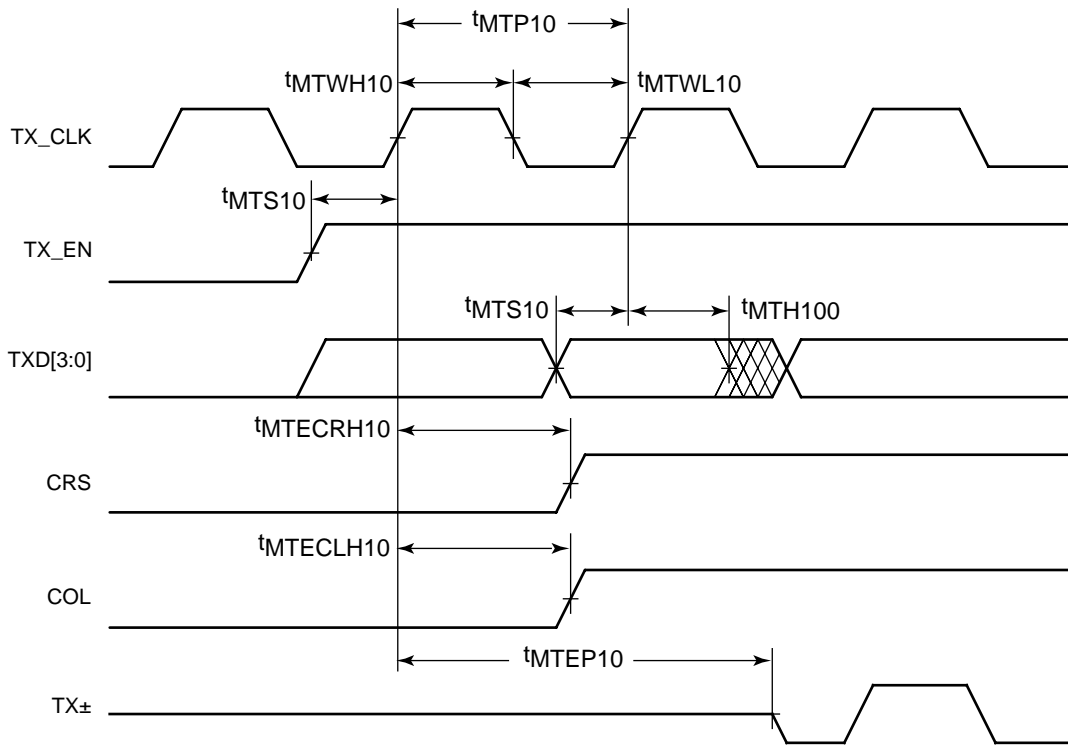 tMTP10
tMTWH10
tMTWL10
TX_CLK
tMTS10
TX_EN
tMTS10
tMTH100
TXD[3:0]
tMTECRH10
CRS
tMTECLH10
COL
tMTEP10
TX±